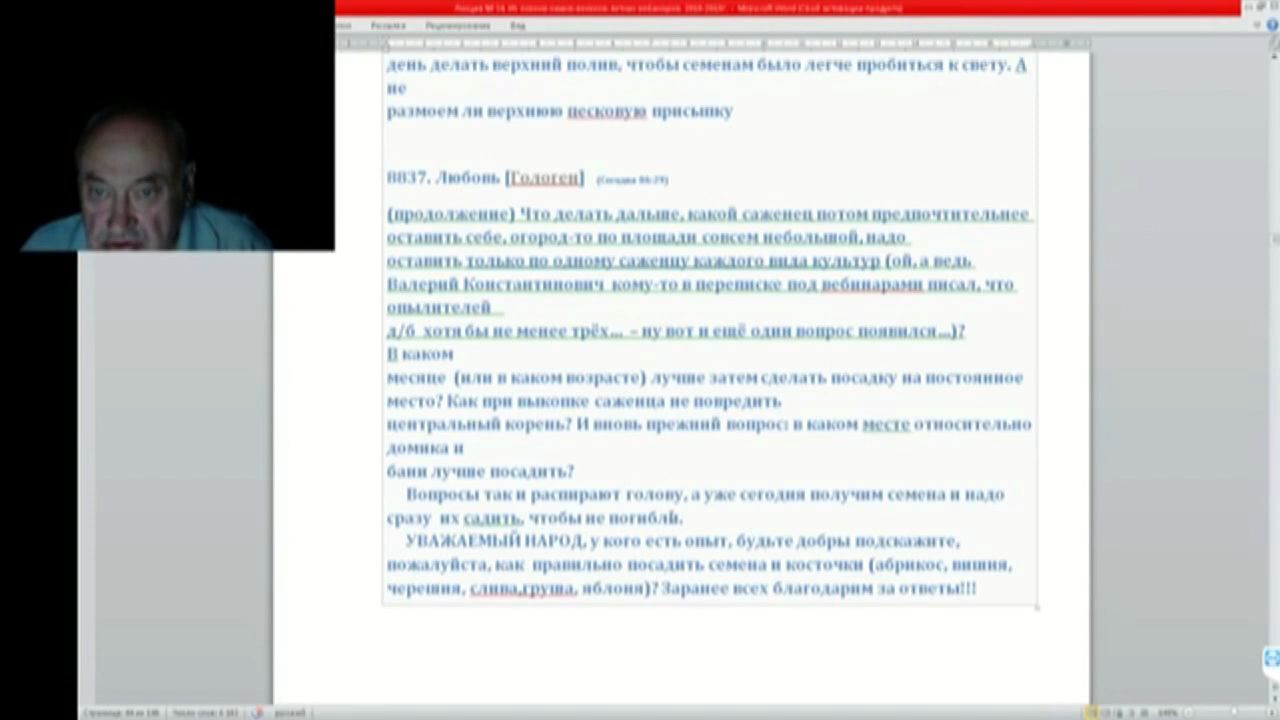 Рассылки Рецензирование Вид
день делать верхний полив, чтобы семенам было легче пробиться к свету. А
не
размоем ли верхнюю песковую присыпку
8837. Любовь [Гологен] (Сегодня 06:29)
(продолжение) Что делать дальше, какой саженец потом предпочтительнее
оставить себе, огород-то по площади совсем небольшой, надо
оставить только по одному саженцу каждого вида культур (ой, а ведь
Валерий Константинович кому-то в переписке под вебинарами писал, что
опылителей
д/б хотя бы не менее трёх... – ну вот и ещё один вопрос появился...)?
В каком
месяце (или в каком возрасте) лучше затем сделать посадку на постоянное
место? Как при выкопке саженца не повредить
центральный корень? И вновь прежний вопрос: в каком месте относительно
домика и
бани лучше посадить?
Вопросы так и распирают голову, а уже сегодня получим семена и надо
сразу их садить, чтобы не погибли.
УВАЖАЕМЫЙ НАРОД, у кого есть опыт, будьте добры подскажите,
пожалуйста, как правильно посадить семена и косточки (абрикос, вишня,
черешня, слива,груша, яблоня)? Заранее всех благодарим за ответы!!!